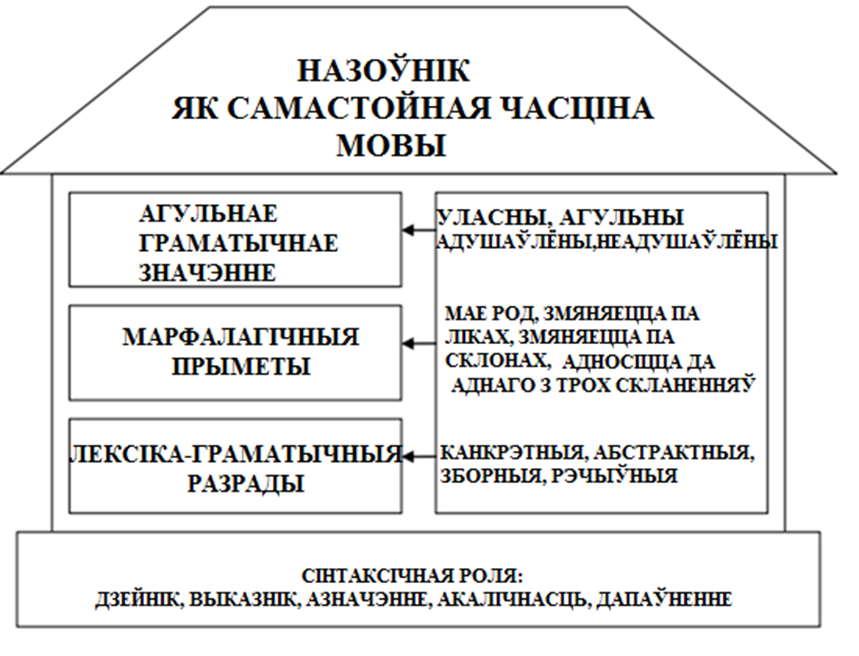 НАЗОЎНІК
ЯК САМАСТОЙНАЯ ЧАСЦІНА
МОВЫ
АГУЛЬНАЕ
ГРАМАТЫЧНАЕ
ЗНАЧЭННЕ
УЛАСНЫ, АГУЛЬНЫ
АДУШАЎЛЁНЫ,НЕАДУШАЎЛЁНЫ
МАРФАЛАГІЧНЫЯ
ПРЫМЕТЫ
МАЕ РОД, ЗМЯНЯЕЦЦА ПА
ЛІКАХ, ЗМЯНЯЕЦЦА ПА
СКЛОНАХ, АДНОСІЦЦА ДА
АДНАГО З ТРОХ СКЛАНЕННЯЎ
ЛЕКСІКА-ГРАМАТЫЧНЫЯ
РАЗРАДЫ
КАНКРЭТНЫЯ, АБСТРАКТНЫЯ,
ЗБОРНЫЯ, РЭЧЫЎНЫЯ
СІНТАКСІЧНАЯ РОЛЯ:
ДЗЕЙНІК, ВЫКАЗНІК, АЗНАЧЭННЕ, АКАЛІЧНАСЦЬ, ДАПАЎНЕННЕ